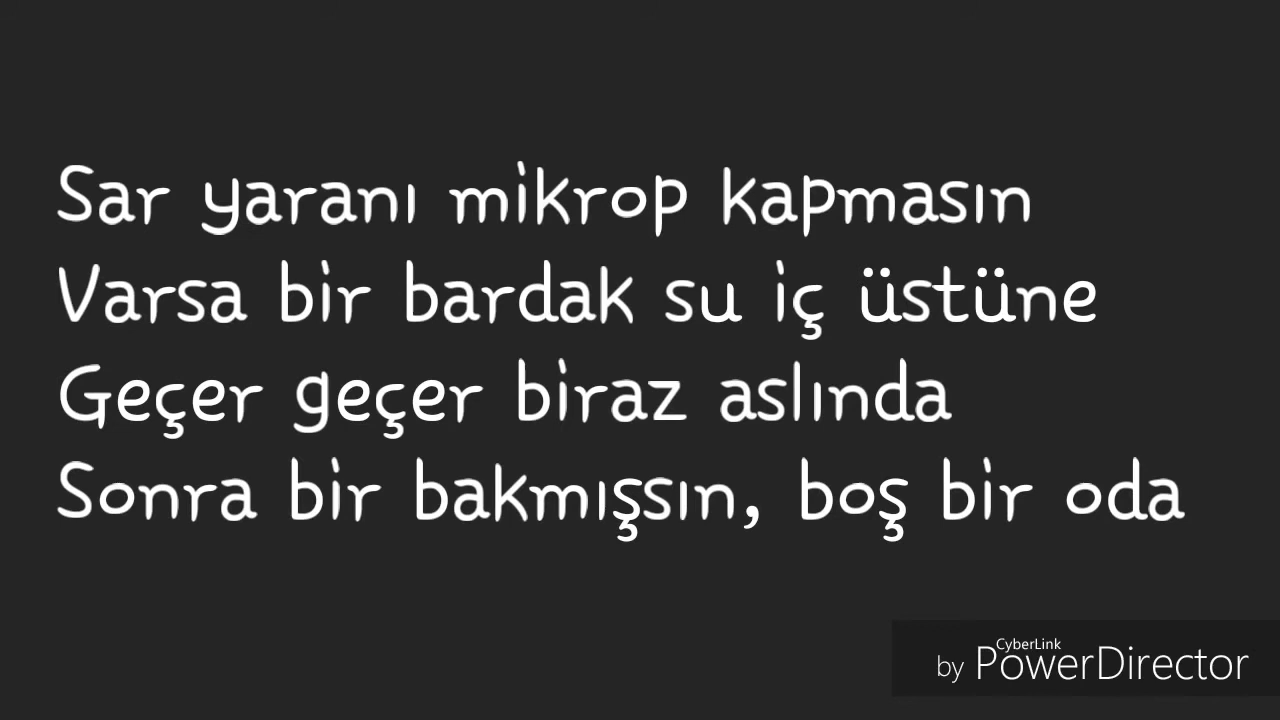 Sar yaranı mikrop kapmasın
Varsa bir bardak su iç üstüne
Geçer geçer biraz aslında
Sonra bir bakmışsın, boş bir oda
CyberLink
by PowerDirector